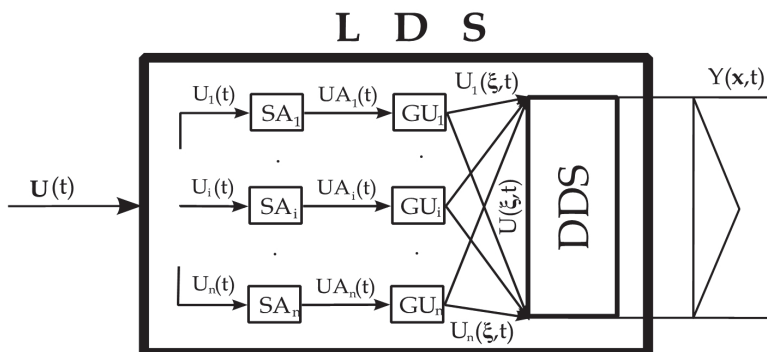 L D S
U₁(ξ,t)
Y(x,t)
U₁(t)
SA₁
UA₁(t)
GU₁
U(t)
Uᵢ(t)
SAᵢ
UAᵢ(t)
GUᵢ
U(ξ,t)
DDS
Uₙ(t)
SAₙ
UAₙ(t)
GUₙ
Uₙ(ξ,t)